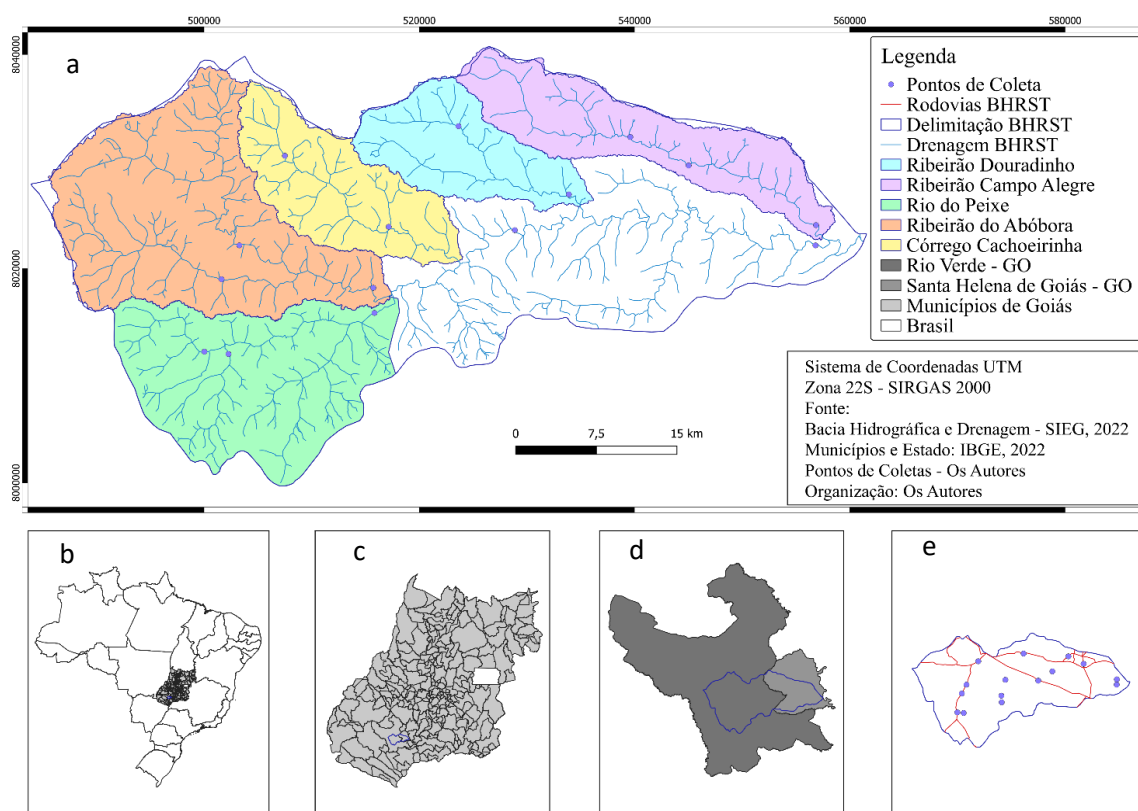 500000
520000
540000
560000
580000
8040000
8020000
8000000
a
Legenda
Pontos de Coleta
Rodovias BHRST
Delimitação BHRST
Drenagem BHRST
Ribeirão Douradinho
Ribeirão Campo Alegre
Rio do Peixe
Ribeirão do Abóbora
Córrego Cachoeirinha
Rio Verde - GO
Santa Helena de Goiás - GO
Municípios de Goiás
Brasil
Sistema de Coordenadas UTM
Zona 22S - SIRGAS 2000
Fonte:
Bacia Hidrográfica e Drenagem - SIEG, 2022
Municípios e Estado: IBGE, 2022
Pontos de Coletas - Os Autores
Organização: Os Autores
0
7,5
15 km
b
c
d
e